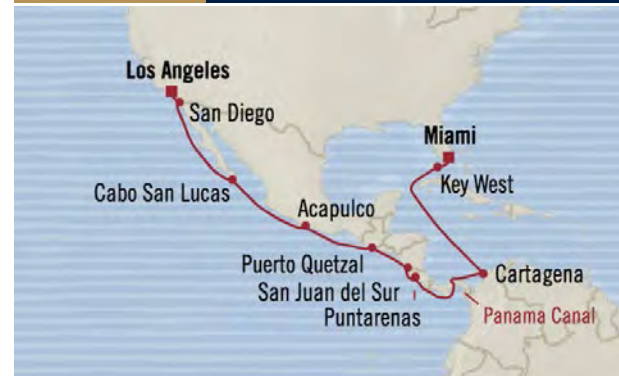 Los Angeles
San Diego
Miami
Key West
Cabo San Lucas
Acapulco
Puerto Quetzal
Cartagena
San Juan del Sur
Panama Canal
Puntarenas